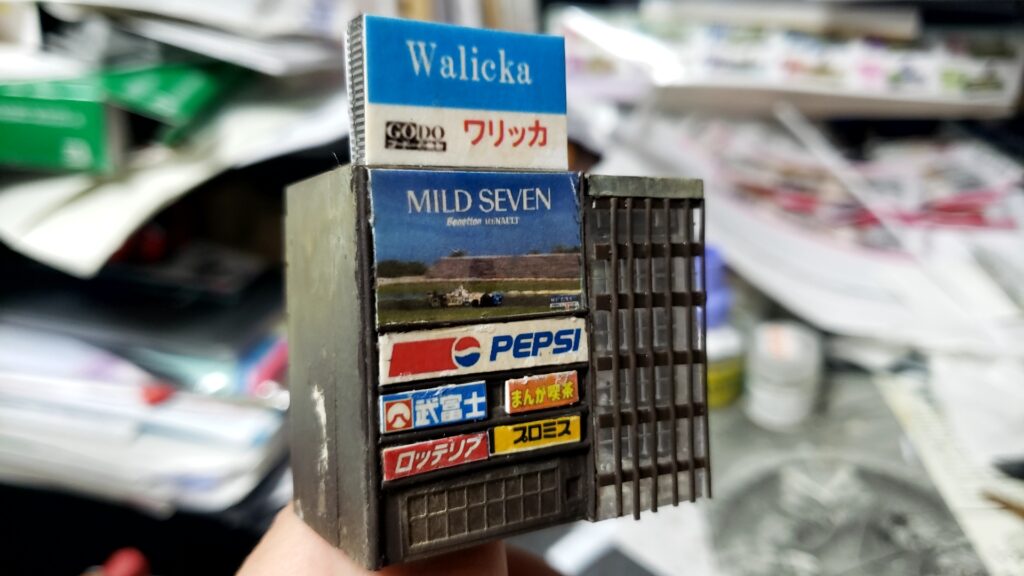 Walicka
GODO
ワリッカ
MILD SEVEN
Benetton RENAULT
PEPSI
武富士
まんが喫茶
ロッテリア
プロミス